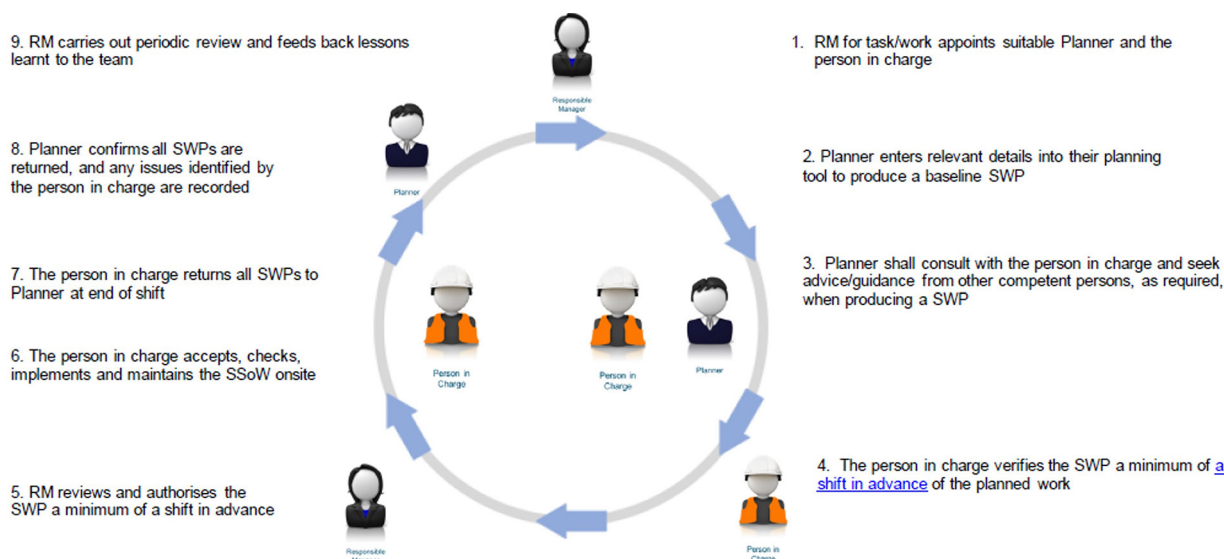 9. RM carries out periodic review and feeds back lessons
learnt to the team
Responsible
Manager
1. RM for task/work appoints suitable Planner and the
person in charge
8. Planner confirms all SWPs are
returned, and any issues identified by
the person in charge are recorded
Planner
2. Planner enters relevant details into their planning
tool to produce a baseline SWP
7. The person in charge returns all SWPs to
Planner at end of shift
3. Planner shall consult with the person in charge and seek
advice/guidance from other competent persons, as required,
when producing a SWP
6. The person in charge accepts, checks,
implements and maintains the SSoW onsite
Person in
Charge
Person in
Charge
Planner
5. RM reviews and authorises the
SWP a minimum of a shift in advance
Responsible
Manager
4. The person in charge verifies the SWP a minimum of a
shift in advance of the planned work
Person in
Charge